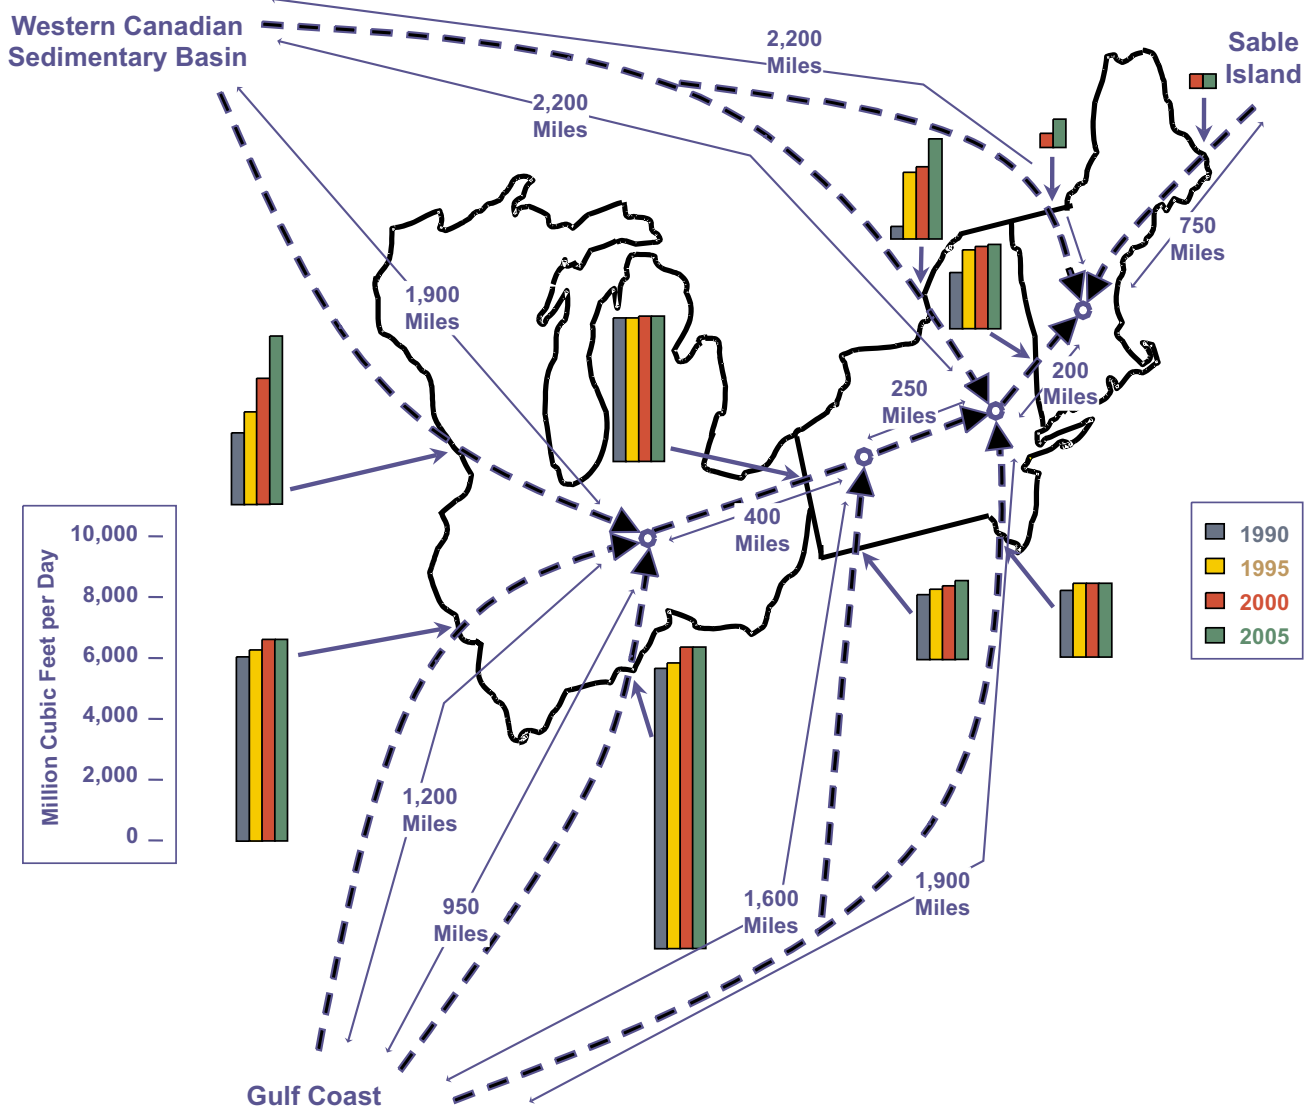 Western Canadian
Sedimentary Basin
2,200
Miles
Sable
Island
2,200
Miles
750
Miles
1,900
Miles
200
Miles
250
Miles
400
Miles
Million Cubic Feet per Day
10,000
8,000
6,000
4,000
2,000
0
1990
1995
2000
2005
1,200
Miles
950
Miles
1,600
Miles
1,900
Miles
Gulf Coast